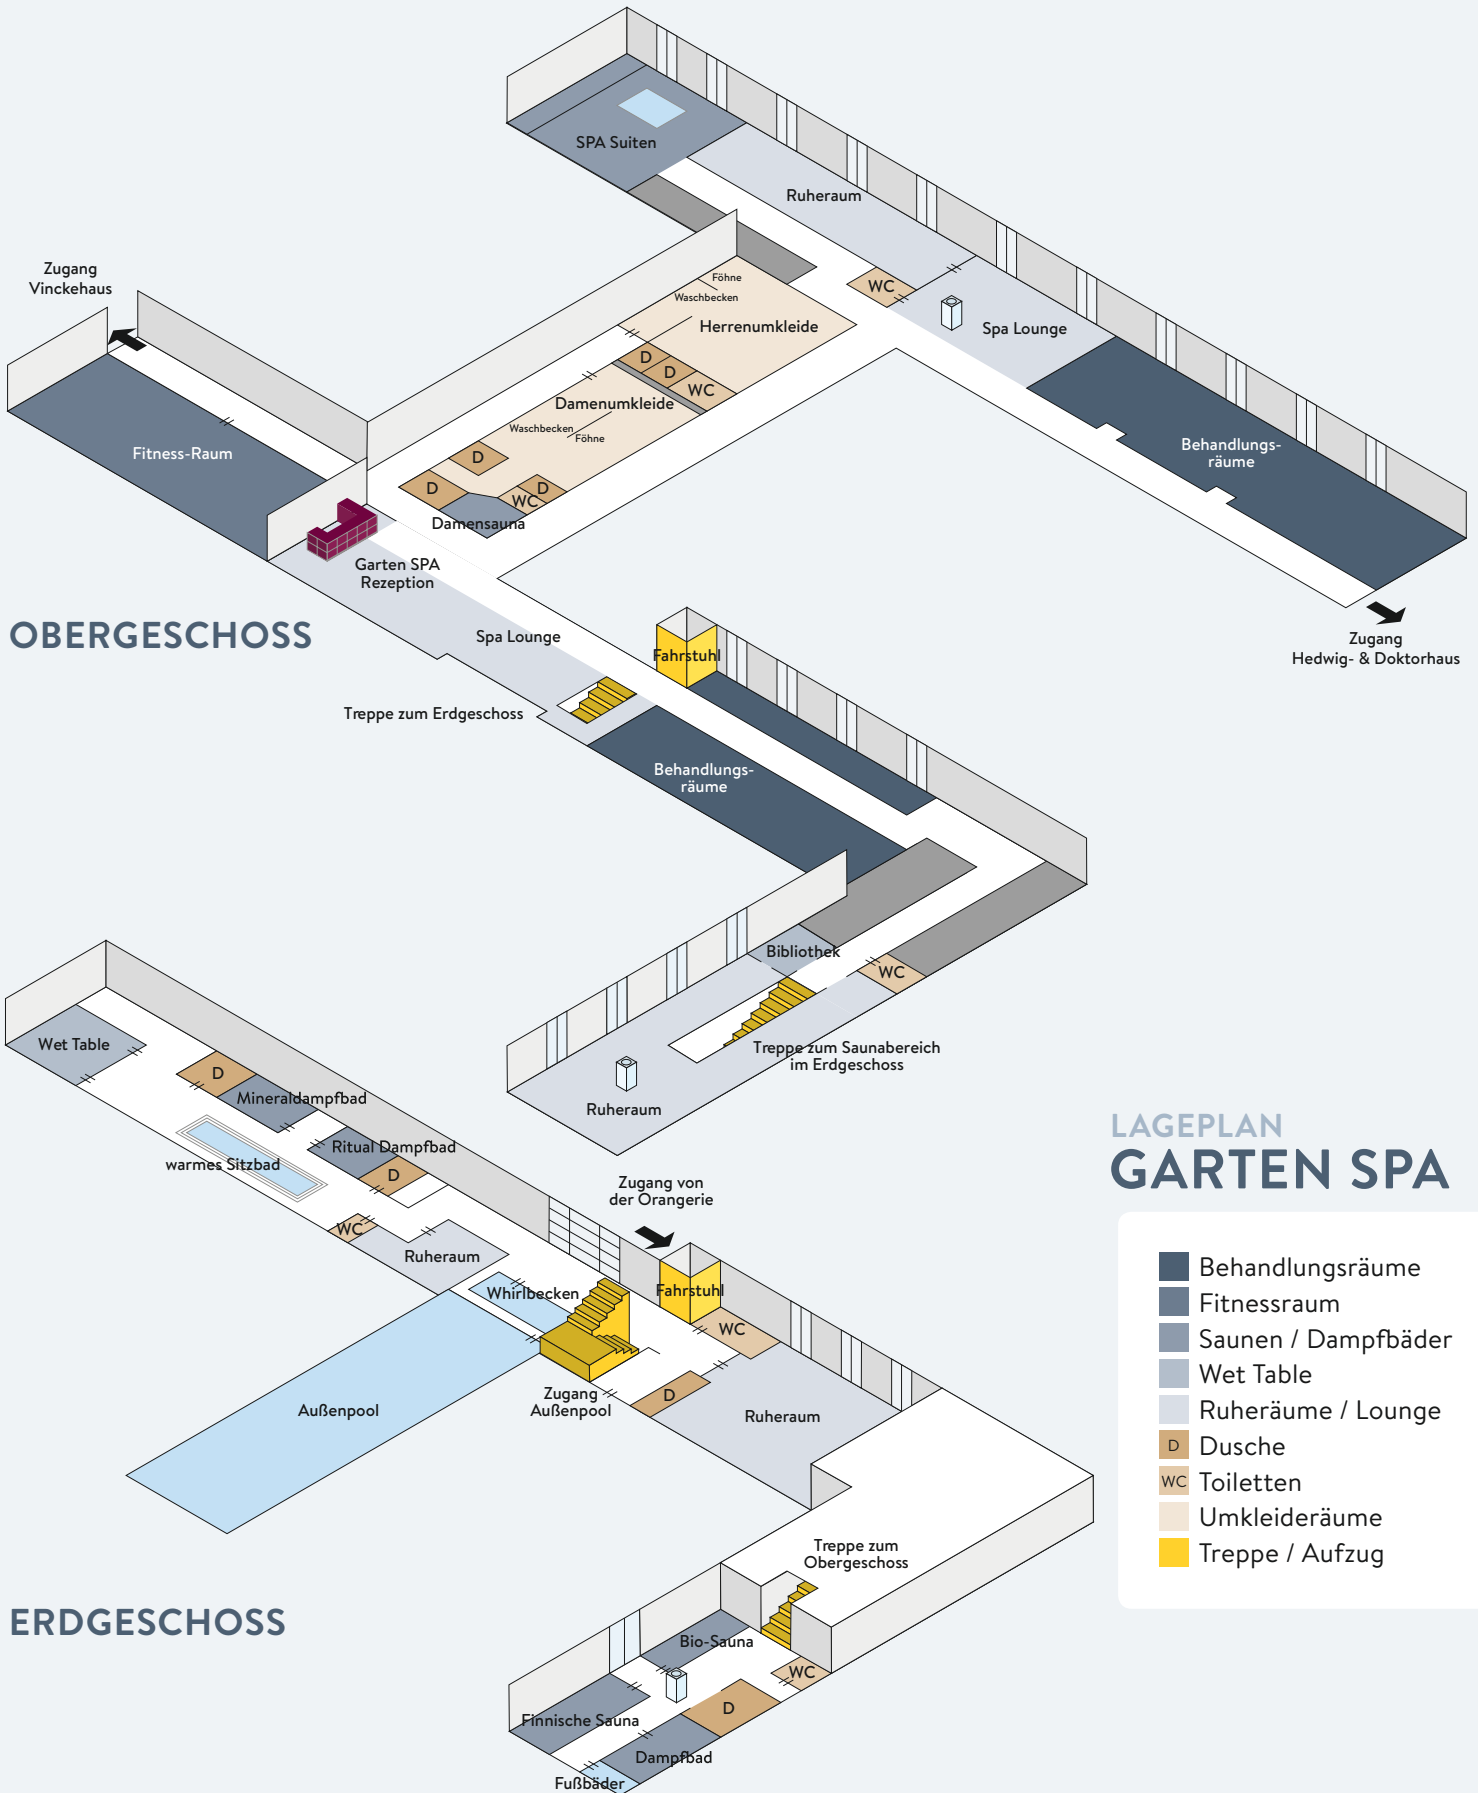 SPA Suiten
Ruheraum
WC
Spa Lounge
Behandlungs-
räume
Zugang
Hedwig- & Doktorhaus
Zugang
Vinckehaus
Fitness-Raum
Föhne
Waschbecken
Herrenumkleide
D
D
WC
Damenumkleide
Waschbecken
Föhne
D
D
D
WC
Damensauna
Garten SPA
Rezeption
OBERGESCHOSS
Spa Lounge
Fahrstuhl
Treppe zum Erdgeschoss
Behandlungs-
räume
Bibliothek
WC
Treppe zum Saunabereich
im Erdgeschoss
Ruheraum
Wet Table
D
Mineraldampfbad
Ritual Dampfbad
D
warmes Sitzbad
WC
Ruheraum
Zugang von
der Orangerie
Whirlbecken
Fahrstuhl
WC
Zugang
Außenpool
D
Ruheraum
Außenpool
Treppe zum
Obergeschoss
ERDGESCHOSS
Bio-Sauna
WC
D
Finnische Sauna
Dampfbad
Fußbäder
LAGEPLAN
GARTEN SPA
Behandlungsräume
Fitnessraum
Saunen / Dampfbäder
Wet Table
Ruheräume / Lounge
D Dusche
WC Toiletten
Umkleideräume
Treppe / Aufzug